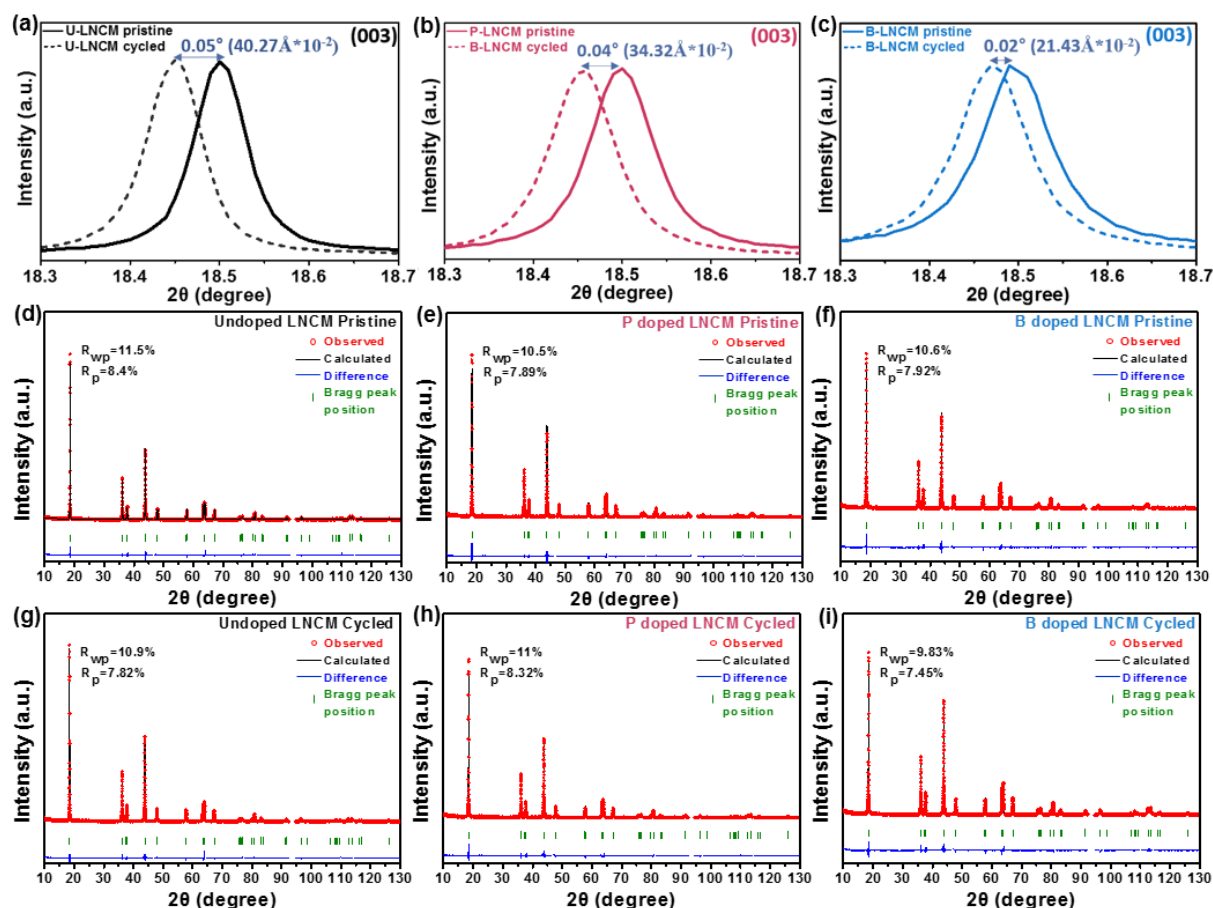 (a)
U-LNCM pristine
U-LNCM cycled
(003)
0.05° (40.27Å*10-2)
Intensity (a.u.)
18.3 18.4 18.5 18.6 18.7
2θ (degree)
(b)
P-LNCM pristine
B-LNCM cycled
(003)
0.04° (34.32Å*10-2)
Intensity (a.u.)
18.3 18.4 18.5 18.6 18.7
2θ (degree)
(c)
B-LNCM pristine
B-LNCM cycled
(003)
0.02° (21.43Å*10-2)
Intensity (a.u.)
18.3 18.4 18.5 18.6 18.7
2θ (degree)
(d)
Undoped LNCM Pristine
Rwp=11.5%
Rp=8.4%
Observed
Calculated
Difference
Bragg peak
position
Intensity (a.u.)
10 20 30 40 50 60 70 80 90 100 110 120 130
2θ (degree)
(e)
P doped LNCM Pristine
Rwp=10.5%
Rp=7.89%
Observed
Calculated
Difference
Bragg peak
position
Intensity (a.u.)
10 20 30 40 50 60 70 80 90 100 110 120 130
2θ (degree)
(f)
B doped LNCM Pristine
Rwp=10.6%
Rp=7.92%
Observed
Calculated
Difference
Bragg peak
position
Intensity (a.u.)
10 20 30 40 50 60 70 80 90 100 110 120 130
2θ (degree)
(g)
Undoped LNCM Cycled
Rwp=10.9%
Rp=7.82%
Observed
Calculated
Difference
Bragg peak
position
Intensity (a.u.)
10 20 30 40 50 60 70 80 90 100 110 120 130
2θ (degree)
(h)
P doped LNCM Cycled
Rwp=11%
Rp=8.32%
Observed
Calculated
Difference
Bragg peak
position
Intensity (a.u.)
10 20 30 40 50 60 70 80 90 100 110 120 130
2θ (degree)
(i)
B doped LNCM Cycled
Rwp=9.83%
Rp=7.45%
Observed
Calculated
Difference
Bragg peak
position
Intensity (a.u.)
10 20 30 40 50 60 70 80 90 100 110 120 130
2θ (degree)